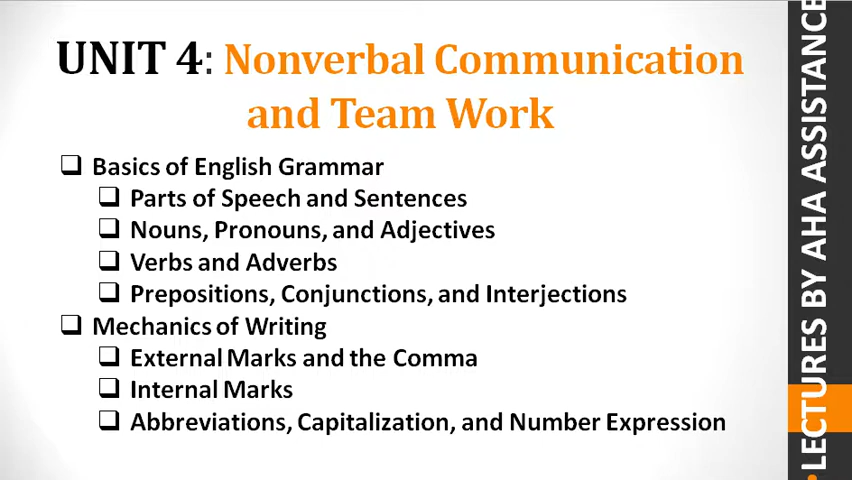 UNIT 4: Nonverbal Communication
and Team Work
Basics of English Grammar
Parts of Speech and Sentences
Nouns, Pronouns, and Adjectives
Verbs and Adverbs
Prepositions, Conjunctions, and Interjections
Mechanics of Writing
External Marks and the Comma
Internal Marks
Abbreviations, Capitalization, and Number Expression
LECTURES BY AHA ASSISTANCE